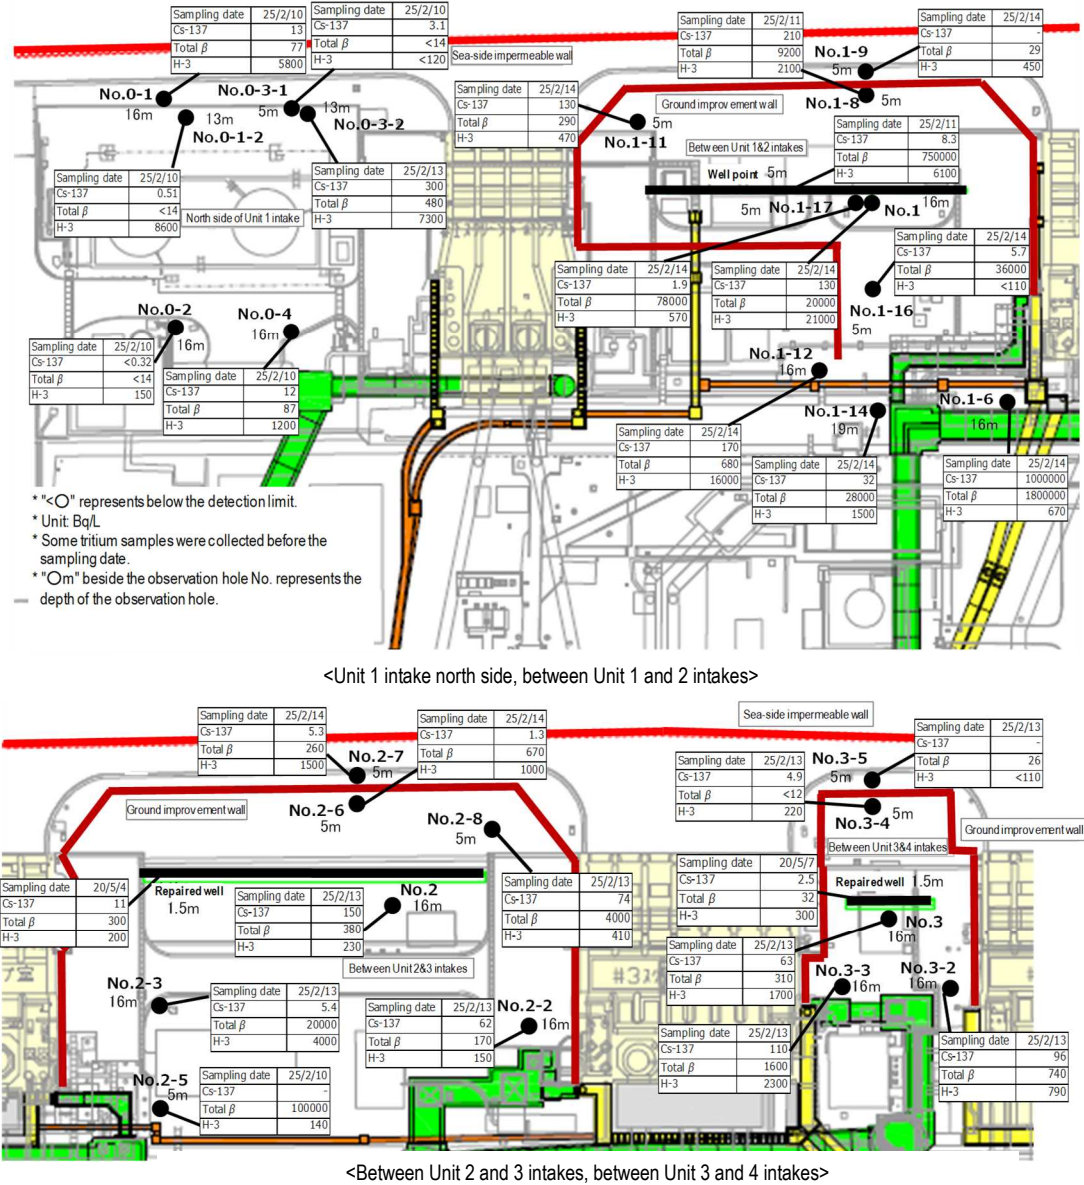 Sampling date 25/2/10
Cs-137 13
Total β 77
H-3 5800
Sampling date 25/2/10
Cs-137 3.1
Total β <14
H-3 <120
Sea-side impermeable wall
Sampling date 25/2/11
Cs-137 210
Total β 9200
H-3 2100
Sampling date 25/2/14
Cs-137 -
Total β 29
H-3 450
No.1-9
5m
No.1-8
5m
No.0-1
16m
No.0-3-1
5m
13m
No.0-1-2
13m
No.0-3-2
Sampling date 25/2/14
Cs-137 130
Total β 290
H-3 470
5m
No.1-11
Ground improvement wall
Between Unit 1&2 intakes
Well point 5m
Sampling date 25/2/11
Cs-137 8.3
Total β 750000
H-3 6100
Sampling date 25/2/10
Cs-137 0.51
Total β <14
H-3 8600
North side of Unit 1 intake
Sampling date 25/2/13
Cs-137 300
Total β 480
H-3 7300
5m No.1-17
No.1
16m
Sampling date 25/2/14
Cs-137 1.9
Total β 78000
H-3 570
Sampling date 25/2/14
Cs-137 130
Total β 20000
H-3 21000
Sampling date 25/2/14
Cs-137 5.7
Total β 36000
H-3 <110
No.1-16
5m
No.0-2
16m
No.0-4
16m
Sampling date 25/2/10
Cs-137 <0.32
Total β <14
H-3 150
Sampling date 25/2/10
Cs-137 12
Total β 87
H-3 1200
No.1-12
16m
No.1-14
19m
No.1-6
16m
Sampling date 25/2/14
Cs-137 170
Total β 680
H-3 16000
Sampling date 25/2/14
Cs-137 32
Total β 28000
H-3 1500
Sampling date 25/2/14
Cs-137 1000000
Total β 1800000
H-3 670
* "<O" represents below the detection limit.
* Unit: Bq/L
* Some tritium samples were collected before the
sampling date.
* "Om" beside the observation hole No. represents the
depth of the observation hole.
<Unit 1 intake north side, between Unit 1 and 2 intakes>
Sampling date 25/2/14
Cs-137 5.3
Total β 260
H-3 1500
Sampling date 25/2/14
Cs-137 1.3
Total β 670
H-3 1000
Sea-side impermeable wall
Sampling date 25/2/13
Cs-137 -
Total β 26
H-3 <110
No.2-7
5m
No.2-6
5m
No.2-8
5m
Ground improvement wall
Sampling date 25/2/13
Cs-137 4.9
Total β <12
H-3 220
No.3-5
5m
5m
No.3-4
Ground improvement wall
Between Unit 3&4 intakes
Sampling date 20/5/4
Cs-137 11
Total β 300
H-3 200
Repaired well
1.5m
Sampling date 25/2/13
Cs-137 150
Total β 380
H-3 230
No.2
16m
Sampling date 25/2/13
Cs-137 74
Total β 4000
H-3 410
Sampling date 20/5/7
Cs-137 2.5
Total β 32
H-3 300
Repaired well 1.5m
No.3
16m
Between Unit 2&3 intakes
Sampling date 25/2/13
Cs-137 63
Total β 310
H-3 1700
No.3-3
16m
No.3-2
16m
No.2-3
16m
Sampling date 25/2/13
Cs-137 5.4
Total β 20000
H-3 4000
Sampling date 25/2/13
Cs-137 62
Total β 170
H-3 150
No.2-2
16m
Sampling date 25/2/13
Cs-137 110
Total β 1600
H-3 2300
Sampling date 25/2/13
Cs-137 96
Total β 740
H-3 790
No.2-5
5m
Sampling date 25/2/10
Cs-137 -
Total β 100000
H-3 140
<Between Unit 2 and 3 intakes, between Unit 3 and 4 intakes>